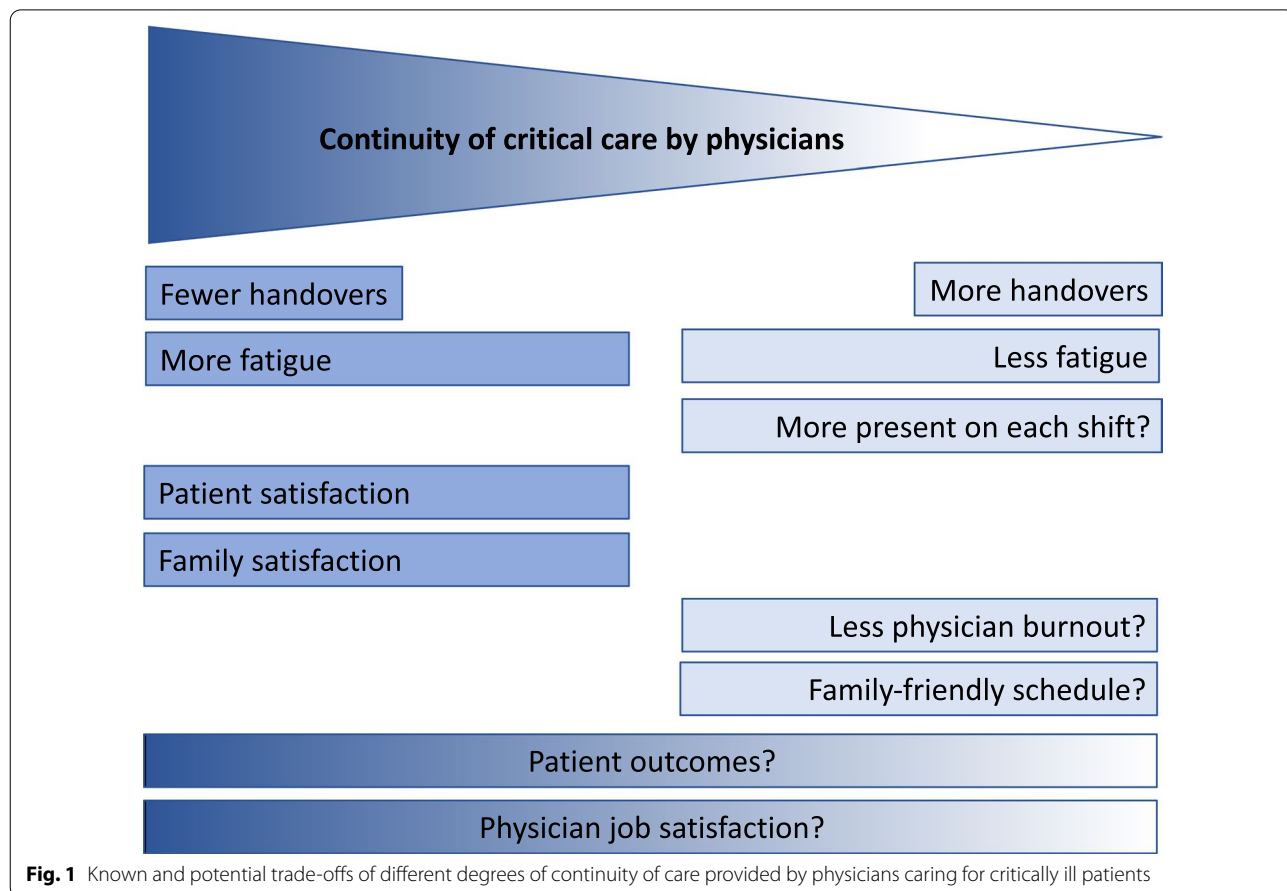 Continuity of critical care by physicians
Fewer handovers
More handovers
More fatigue
Less fatigue
More present on each shift?
Patient satisfaction
Family satisfaction
Less physician burnout?
Family-friendly schedule?
Patient outcomes?
Physician job satisfaction?
Fig. 1 Known and potential trade-offs of different degrees of continuity of care provided by physicians caring for critically ill patients